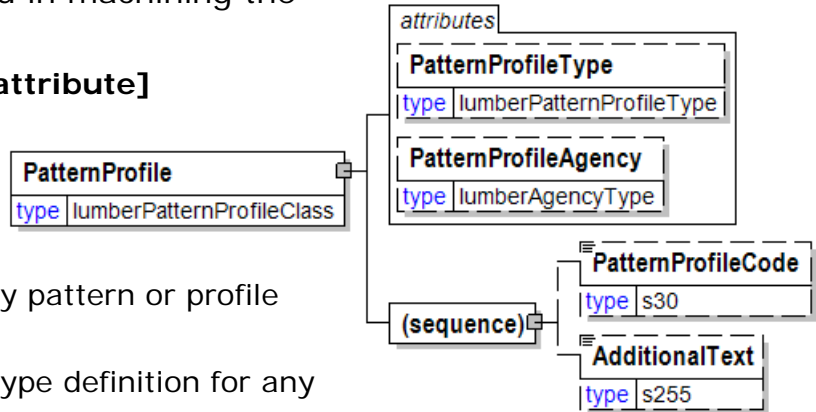 d in machining the
attribute]
y pattern or profile
ype definition for any
PatternProfile
type lumberPatternProfileClass
attributes
PatternProfileType
type lumberPatternProfileType
PatternProfileAgency
type lumberAgencyType
(sequence)
PatternProfileCode
type s30
AdditionalText
type s255